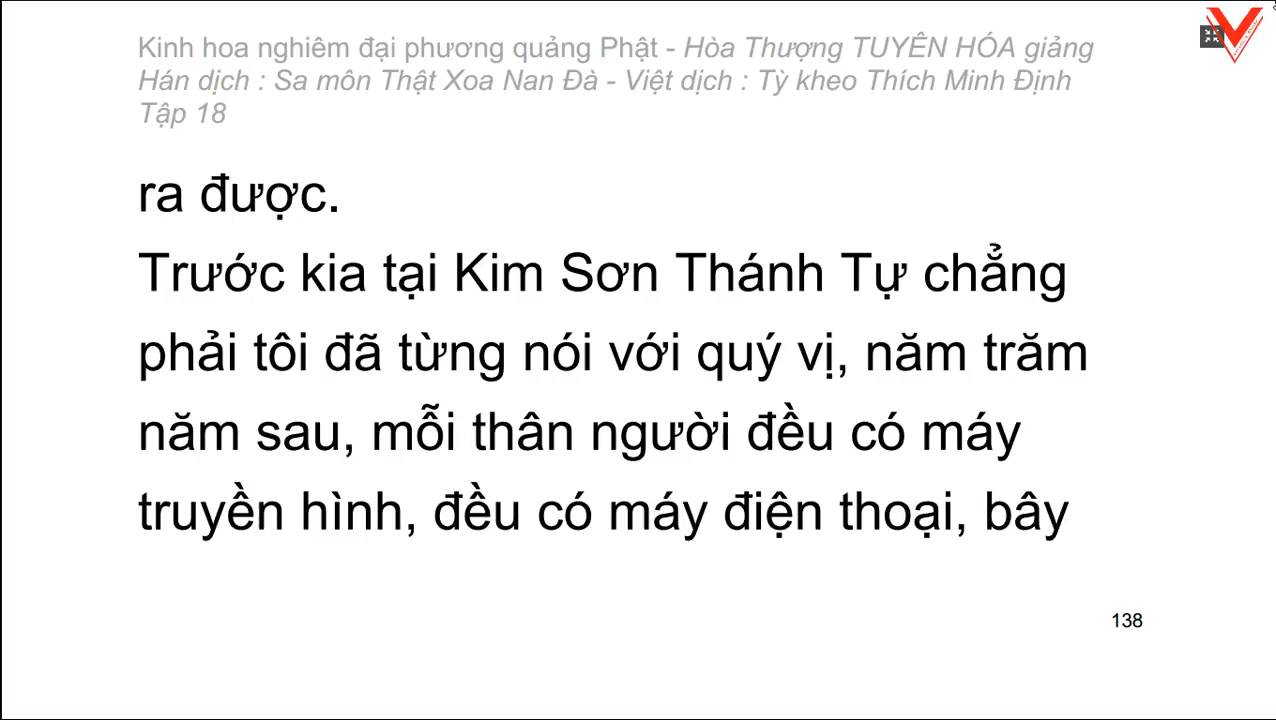 Kinh hoa nghiêm đại phương quảng Phật - Hòa Thượng TUYÊN HÓA giảng
Hán dịch : Sa môn Thật Xoa Nan Đà - Việt dịch : Tỳ kheo Thích Minh Định
Tập 18
ra được.
Trước kia tại Kim Sơn Thánh Tự chẳng
phải tôi đã từng nói với quý vị, năm trăm
năm sau, mỗi thân người đều có máy
truyền hình, đều có máy điện thoại, bây
138